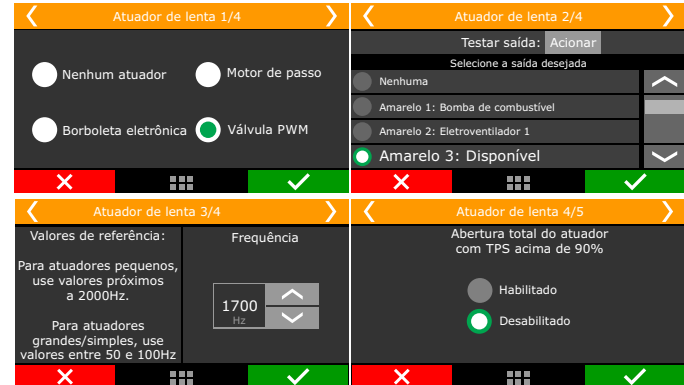 Atuador de lenta 1/4
Nenhum atuador
Motor de passo
Borboleta eletrônica
Válvula PWM
Atuador de lenta 2/4
Testar saída: Acionar
Selecione a saída desejada
Nenhuma
Amarelo 1: Bomba de combustível
Amarelo 2: Eletroventilador 1
Amarelo 3: Disponível
Atuador de lenta 3/4
Valores de referência:
Para atuadores pequenos,
use valores próximos
a 2000Hz.
Para atuadores
grandes/simples, use
valores entre 50 e 100Hz
Frequência
1700
Hz
Atuador de lenta 4/5
Abertura total do atuador
com TPS acima de 90%
Habilitado
Desabilitado